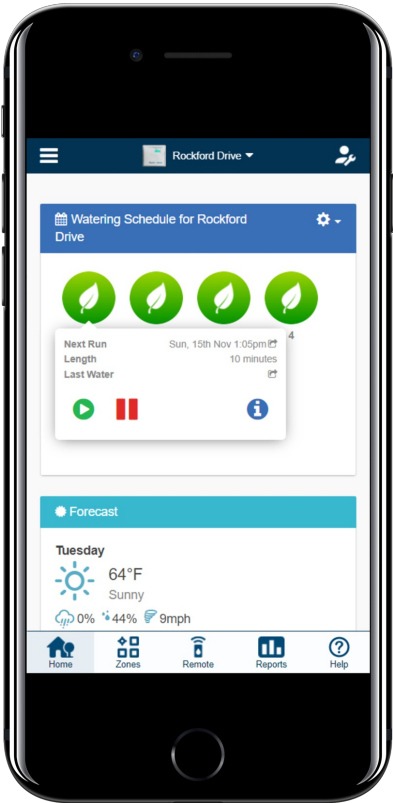 Rockford Drive
Watering Schedule for Rockford
Drive
4
Next Run Sun, 15th Nov 1:05pm
Length 10 minutes
Last Water
Forecast
Tuesday
64°F
Sunny
0% 44% 9mph
Home Zones Remote Reports Help